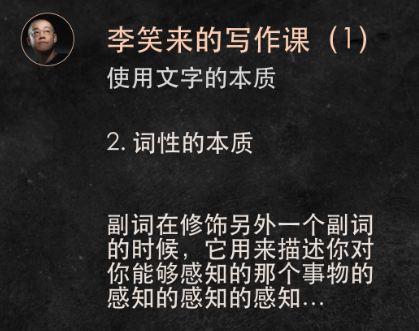 李笑来的写作课（1）
使用文字的本质
2. 词性的本质
副词在修饰另外一个副词
的时候，它用来描述你对
你能够感知的那个事物的
感知的感知的感知...